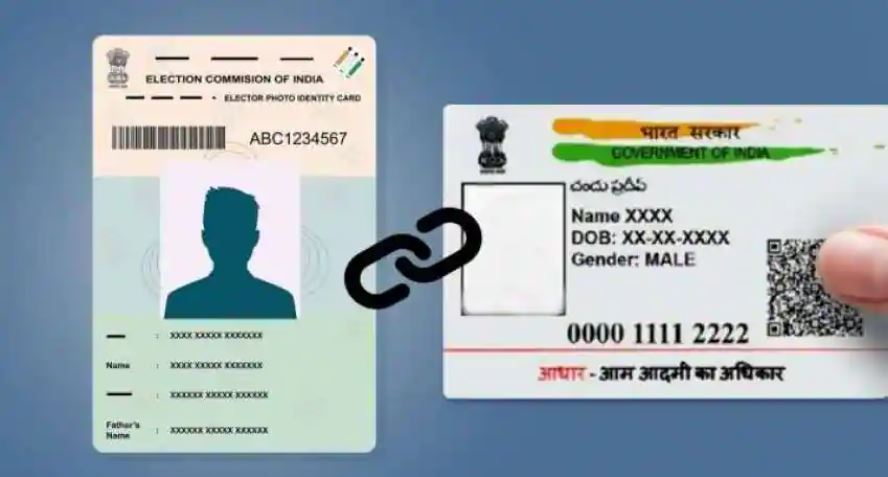 ELECTION COMMISION OF INDIA
ELECTOR PHOTO IDENTITY CARD
ABC1234567
: XXXX XXXXX XXXXXXX
Name : XXXX XXXXX XXXXXXX
: XXXXXX XXXXX XXXXXX
Father's
Name : XXXXXX XXXXX XXXXXX
भारत सरकार
GOVERNMENT OF INDIA
చందు ప్రదీప్
Name XXXX
DOB: XX-XX-XXXX
Gender: MALE
0000 1111 2222
आधार - आम आदमी का अधिकार